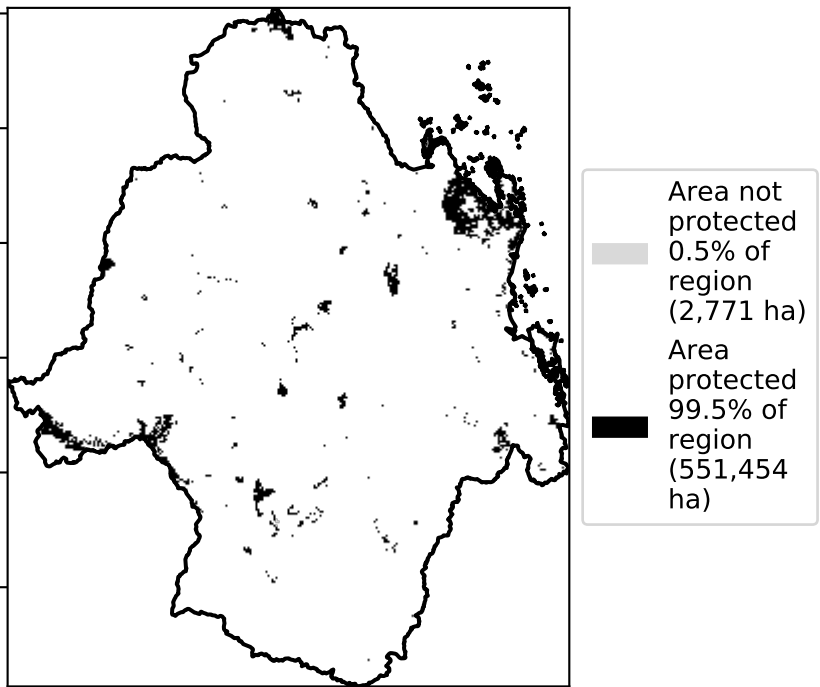 Area not
protected
0.5% of
region
(2,771 ha)
Area
protected
99.5% of
region
(551,454
ha)